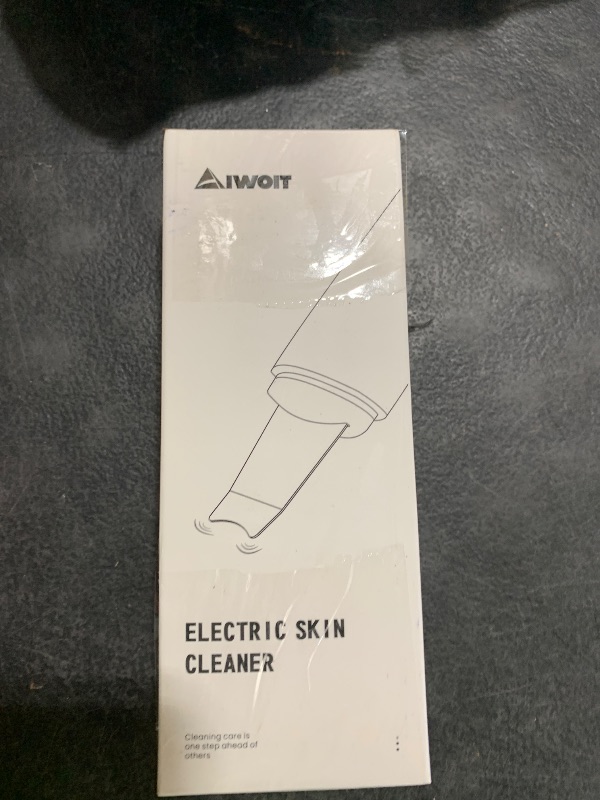 AIWOIT
ELECTRIC SKIN
CLEANER
Cleaning care is
one step ahead of
others